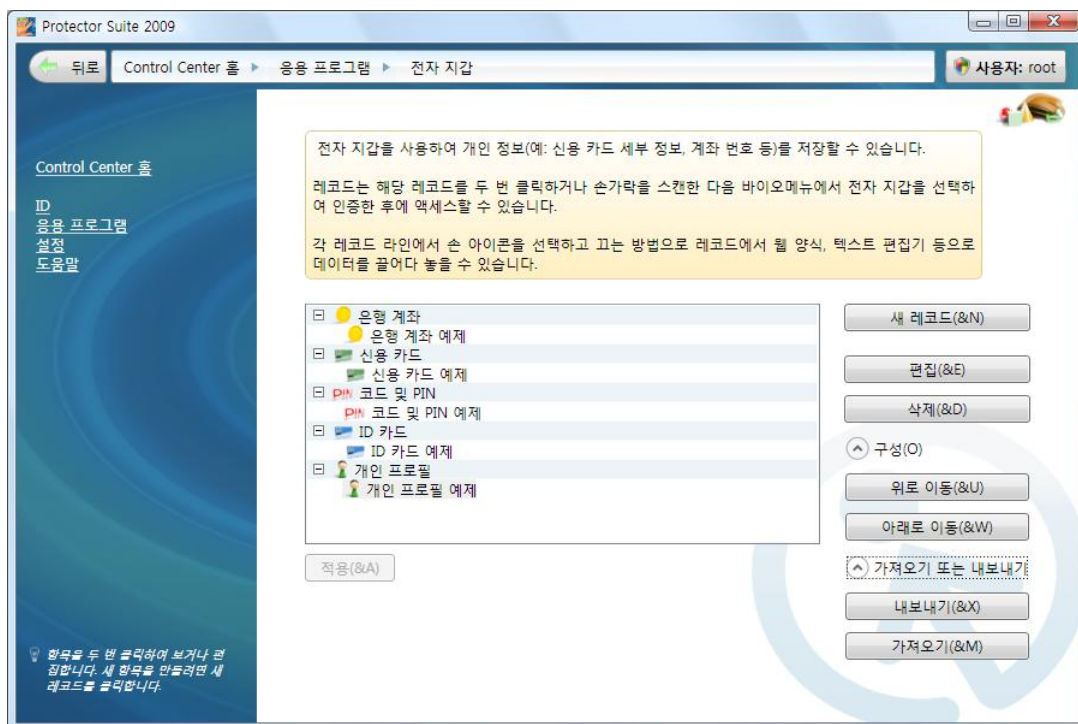 Protector Suite 2009
뒤로
Control Center 홈
응용 프로그램
전자 지갑
사용자: root
Control Center 홈
ID
응용 프로그램
설정
도움말
전자 지갑을 사용하여 개인 정보(예: 신용 카드 세부 정보, 계좌 번호 등)를 저장할 수 있습니다.
레코드는 해당 레코드를 두 번 클릭하거나 손가락을 스캔한 다음 바이오메뉴에서 전자 지갑을 선택하
여 인증한 후에 액세스할 수 있습니다.
각 레코드 라인에서 손 아이콘을 선택하고 끄는 방법으로 레코드에서 웹 양식, 텍스트 편집기 등으로
데이터를 끌어다 놓을 수 있습니다.
은행 계좌
은행 계좌 예제
신용 카드
신용 카드 예제
PIN 코드 및 PIN
PIN 코드 및 PIN 예제
ID 카드
ID 카드 예제
개인 프로필
개인 프로필 예제
적용(&A)
새 레코드(&N)
편집(&E)
삭제(&D)
구성(O)
위로 이동(&U)
아래로 이동(&W)
가져오기 또는 내보내기
내보내기(&X)
가져오기(&M)
항목을 두 번 클릭하여 보거나 편
집합니다. 새 항목을 만들려면 새
레코드를 클릭합니다.